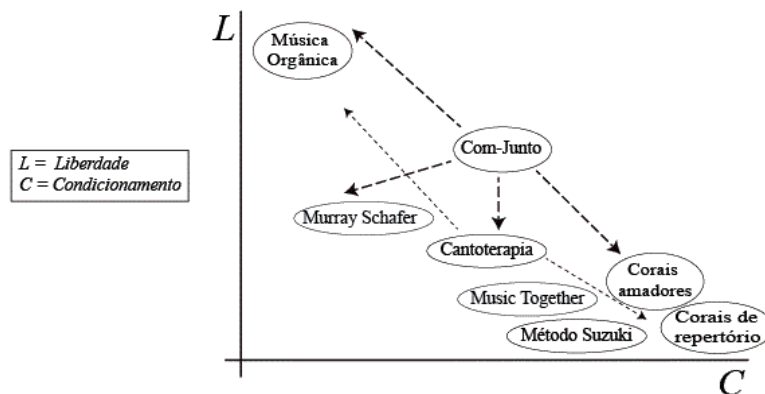 L
Música
Orgânica
Com-Junto
L = Liberdade
C = Condicionamento
Murray Schafer
Cantoterapia
Corais
amadores
Music Together
Corais de
repertório
Método Suzuki
C